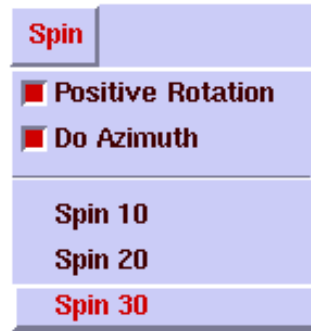 Spin
Positive Rotation
Do Azimuth
Spin 10
Spin 20
Spin 30